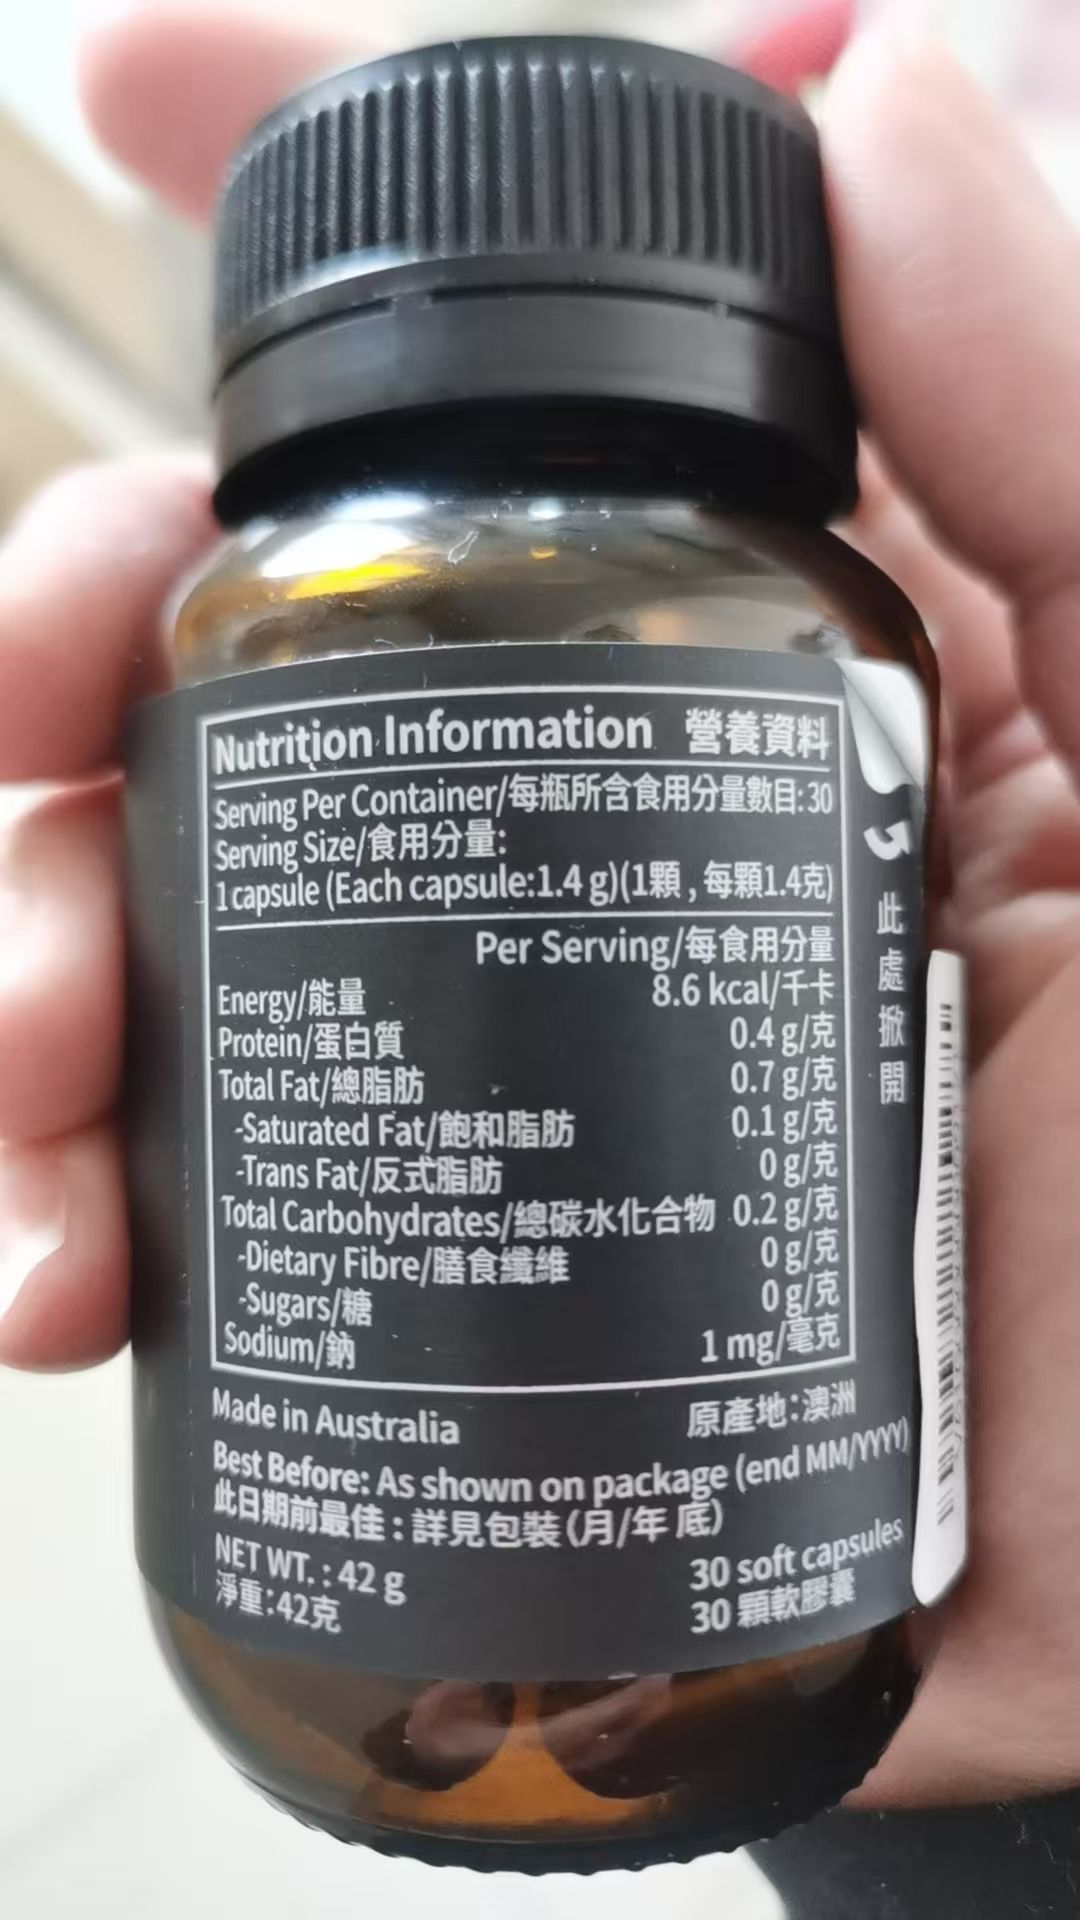 Nutrition Information 營養資料
Serving Per Container/每瓶所含食用分量數目:30
Serving Size/食用分量:
1 capsule (Each capsule:1.4 g)(1顆 , 每顆1.4克)
Per Serving/每食用分量
Energy/能量 8.6 kcal/千卡
Protein/蛋白質 0.4 g/克
Total Fat/總脂肪 0.7 g/克
-Saturated Fat/飽和脂肪 0.1 g/克
-Trans Fat/反式脂肪 0 g/克
Total Carbohydrates/總碳水化合物 0.2 g/克
-Dietary Fibre/膳食纖維 0 g/克
-Sugars/糖 0 g/克
Sodium/鈉 1 mg/毫克
Made in Australia 原產地:澳洲
Best Before: As shown on package (end MM/YYYY)
此日期前最佳 : 詳見包裝 (月/年 底)
NET WT. : 42 g 30 soft capsules
淨重:42克 30 顆軟膠囊
此處掀開